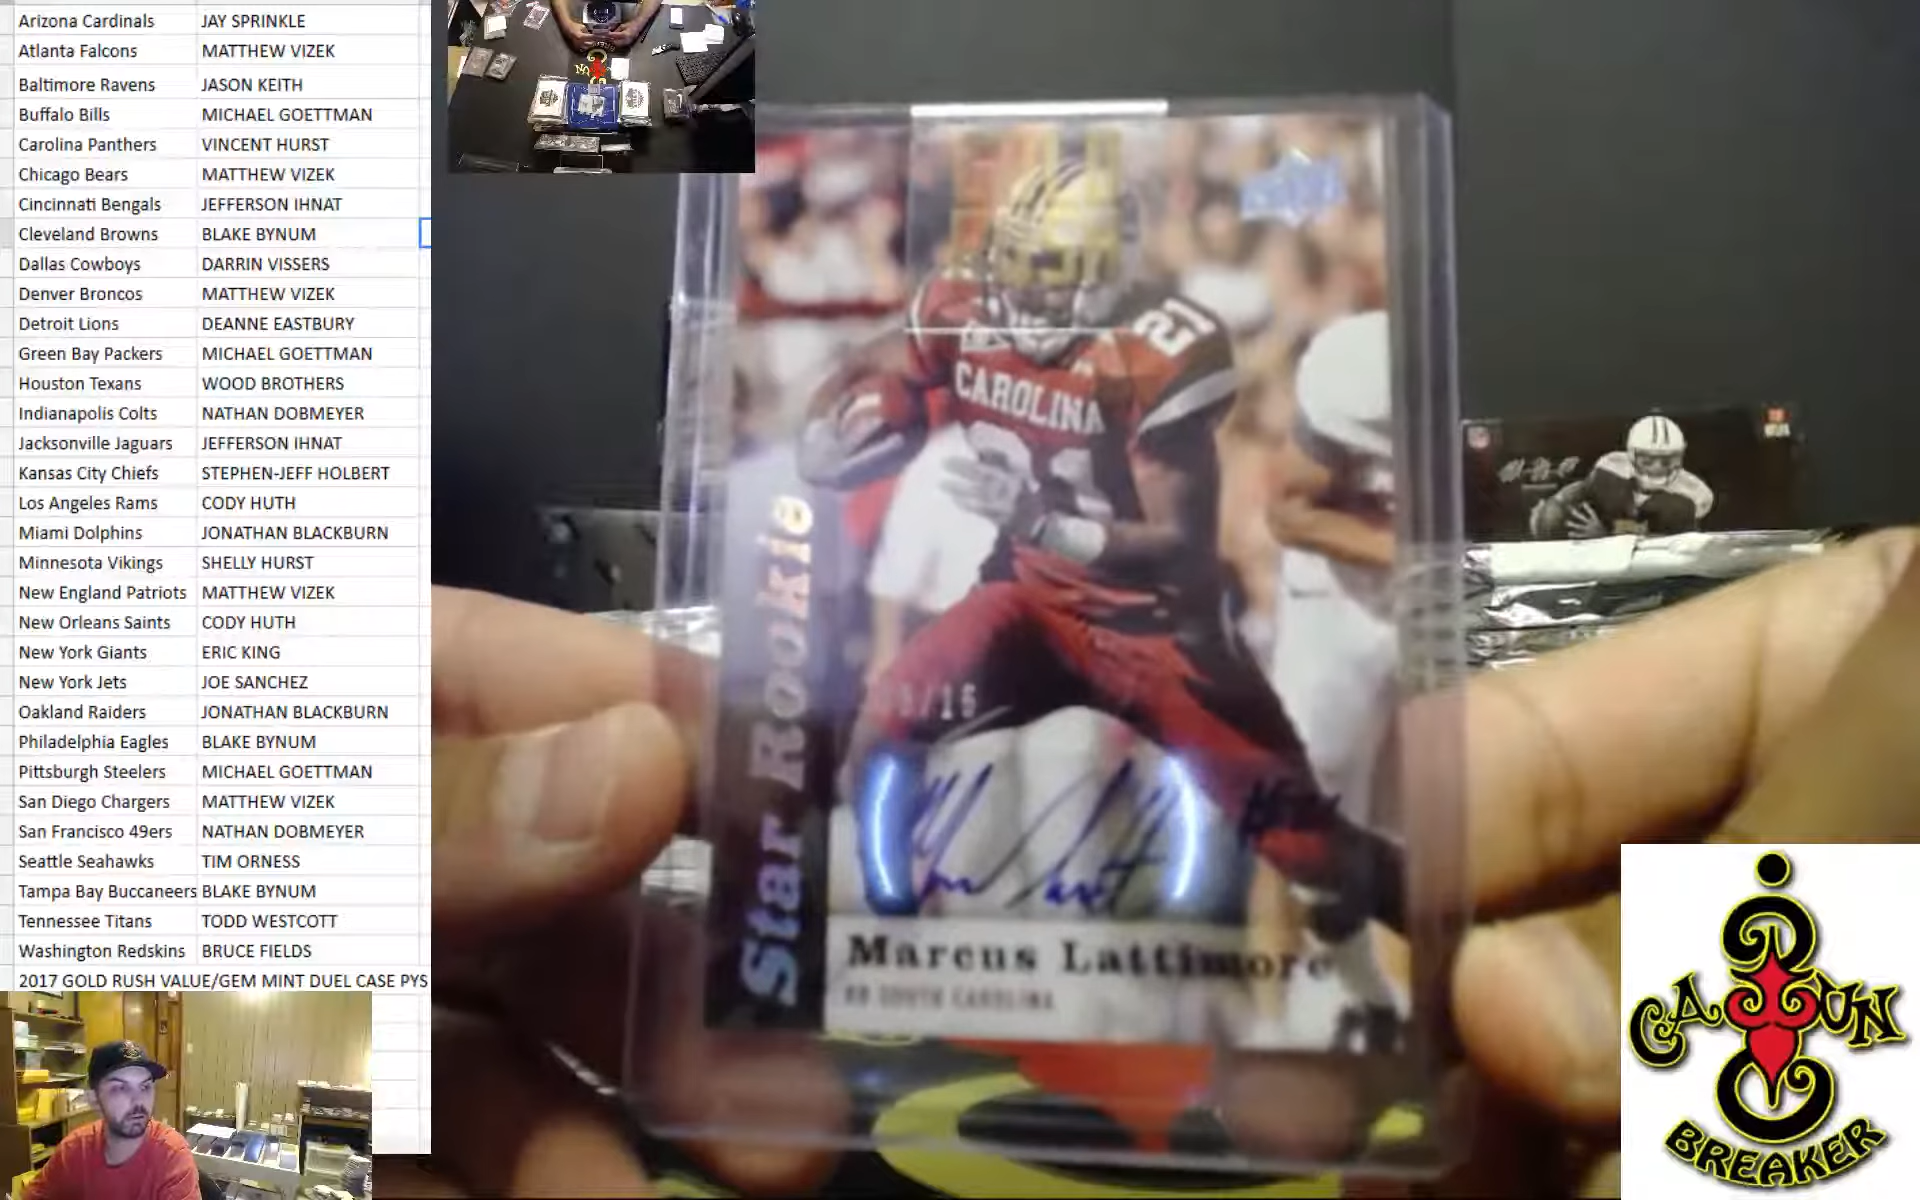 Arizona Cardinals JAY SPRINKLE
Atlanta Falcons MATTHEW VIZEK
Baltimore Ravens JASON KEITH
Buffalo Bills MICHAEL GOETTMAN
Carolina Panthers VINCENT HURST
Chicago Bears MATTHEW VIZEK
Cincinnati Bengals JEFFERSON IHNAT
Cleveland Browns BLAKE BYNUM
Dallas Cowboys DARRIN VISSERS
Denver Broncos MATTHEW VIZEK
Detroit Lions DEANNE EASTBURY
Green Bay Packers MICHAEL GOETTMAN
Houston Texans WOOD BROTHERS
Indianapolis Colts NATHAN DOBMEYER
Jacksonville Jaguars JEFFERSON IHNAT
Kansas City Chiefs STEPHEN-JEFF HOLBERT
Los Angeles Rams CODY HUTH
Miami Dolphins JONATHAN BLACKBURN
Minnesota Vikings SHELLY HURST
New England Patriots MATTHEW VIZEK
New Orleans Saints CODY HUTH
New York Giants ERIC KING
New York Jets JOE SANCHEZ
Oakland Raiders JONATHAN BLACKBURN
Philadelphia Eagles BLAKE BYNUM
Pittsburgh Steelers MICHAEL GOETTMAN
San Diego Chargers MATTHEW VIZEK
San Francisco 49ers NATHAN DOBMEYER
Seattle Seahawks TIM ORNESS
Tampa Bay Buccaneers BLAKE BYNUM
Tennessee Titans TODD WESTCOTT
Washington Redskins BRUCE FIELDS
2017 GOLD RUSH VALUE/GEM MINT DUEL CASE PYS
21
CAROLINA
21
Star Rookie
Marcus Lattimore
RB SOUTH CAROLINA
CAJUN
BREAKER